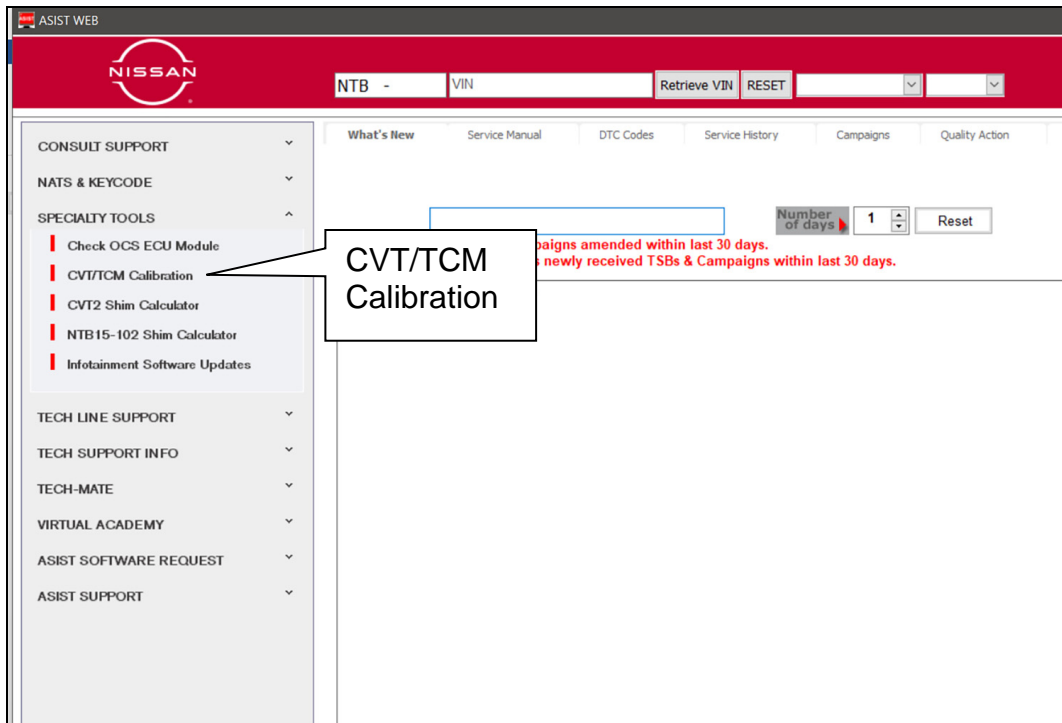 ASIST WEB
NISSAN
NTB - VIN Retrieve VIN RESET
What's New Service Manual DTC Codes Service History Campaigns Quality Action
CONSULT SUPPORT
NATS & KEYCODE
SPECIALTY TOOLS
Check OCS ECU Module
CVT/TCM Calibration
CVT2 Shim Calculator
NTB15-102 Shim Calculator
Infotainment Software Updates
TECH LINE SUPPORT
TECH SUPPORT INFO
TECH-MATE
VIRTUAL ACADEMY
ASIST SOFTWARE REQUEST
ASIST SUPPORT
Number of days 1 Reset
amended within last 30 days.
newly received TSBs & Campaigns within last 30 days.
CVT/TCM
Calibration